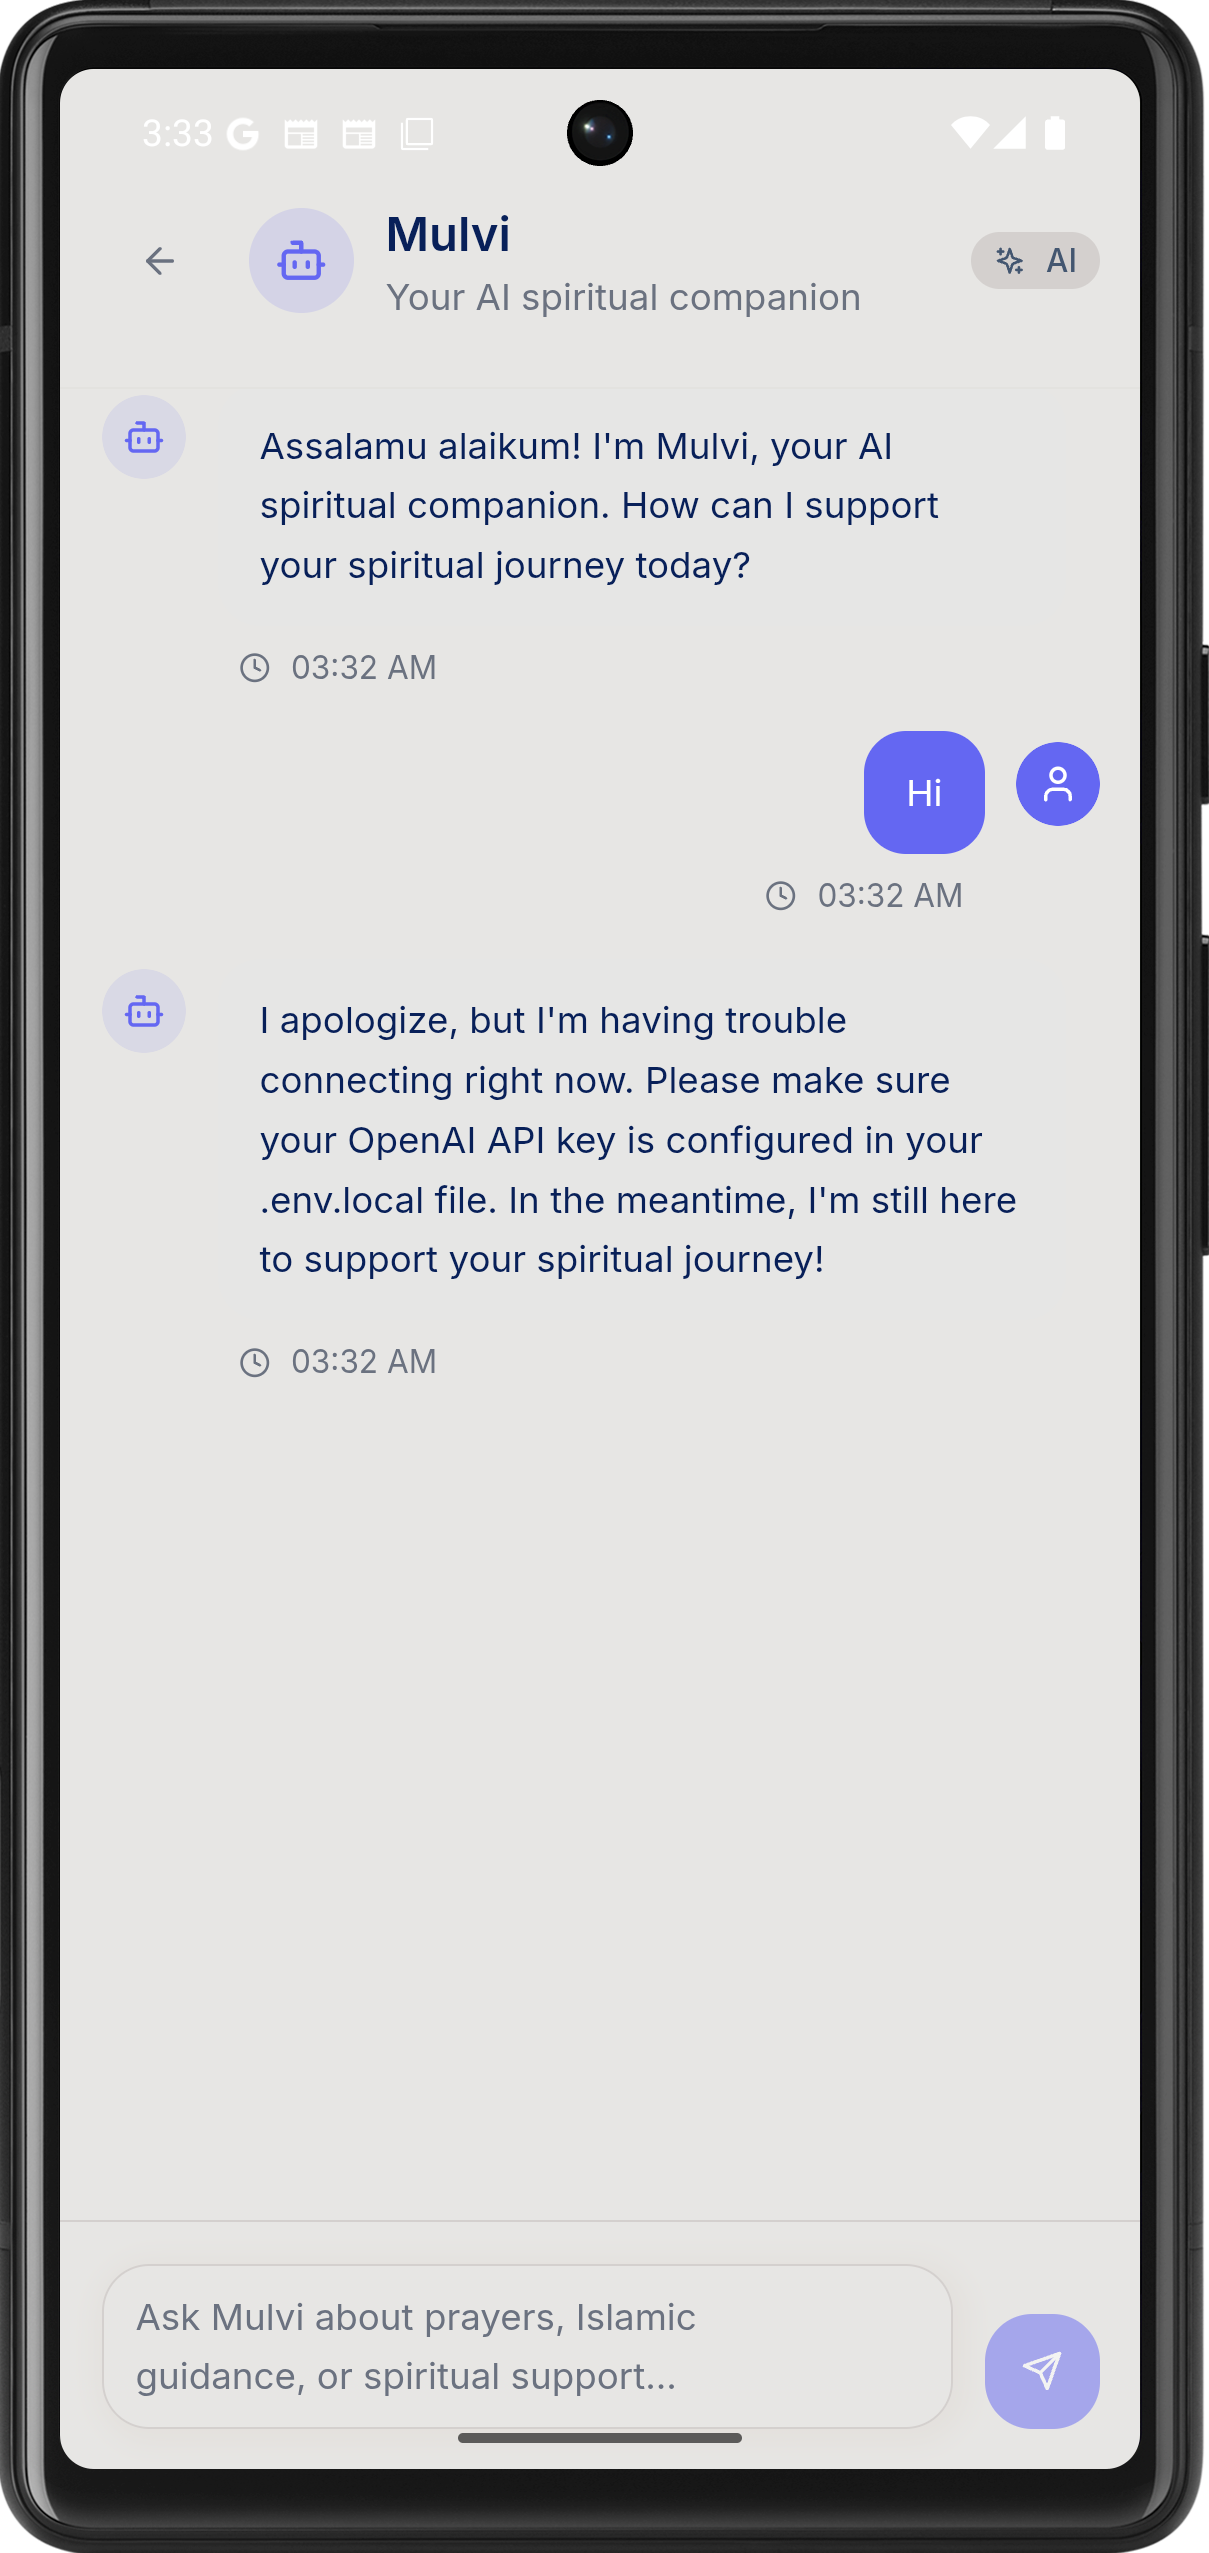 3:33
Mulvi
Your AI spiritual companion
AI
Assalamu alaikum! I'm Mulvi, your AI
spiritual companion. How can I support
your spiritual journey today?
03:32 AM
Hi
03:32 AM
I apologize, but I'm having trouble
connecting right now. Please make sure
your OpenAI API key is configured in your
.env.local file. In the meantime, I'm still here
to support your spiritual journey!
03:32 AM
Ask Mulvi about prayers, Islamic
guidance, or spiritual support...